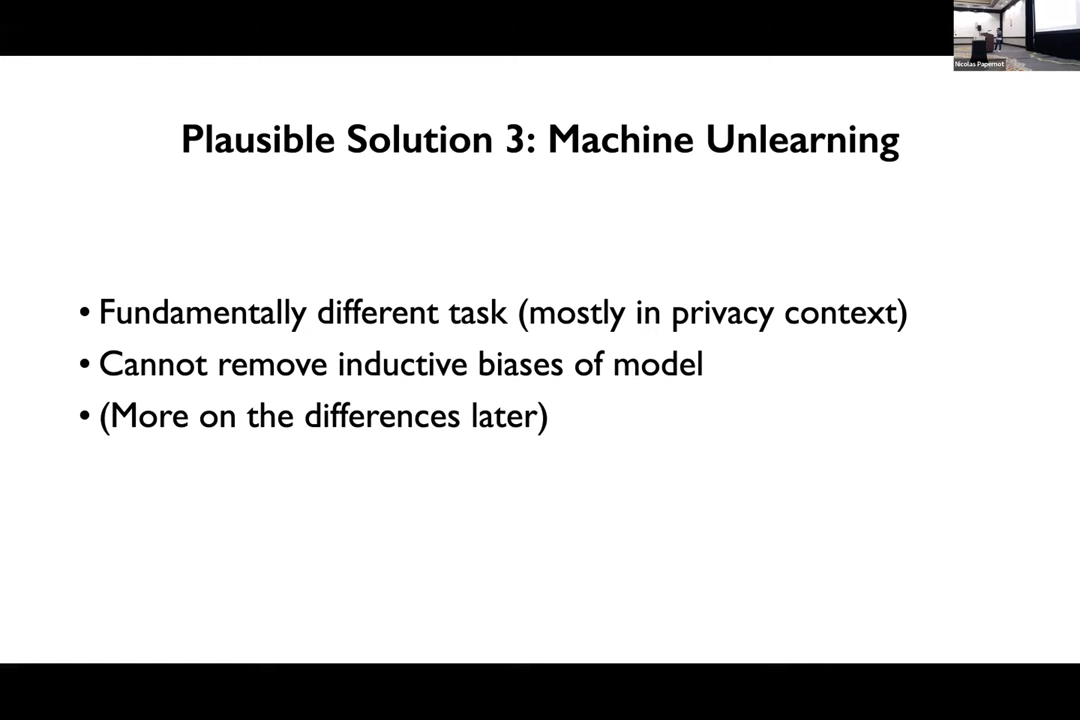 Nicolas Papernot
Plausible Solution 3: Machine Unlearning
• Fundamentally different task (mostly in privacy context)
• Cannot remove inductive biases of model
• (More on the differences later)